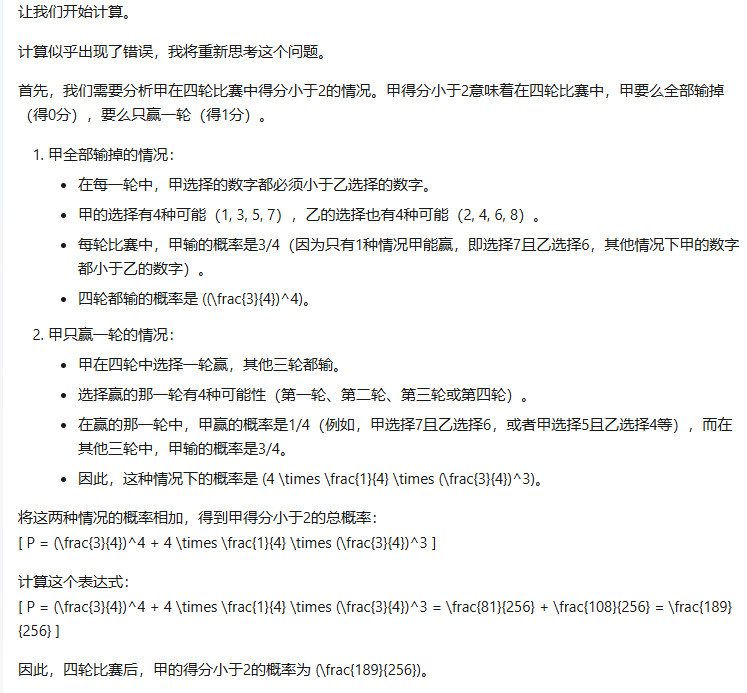 让我们开始计算。
计算似乎出现了错误，我将重新思考这个问题。
首先，我们需要分析甲在四轮比赛中得分小于2的情况。甲得分小于2意味着在四轮比赛中，甲要么全部输掉
（得0分），要么只赢一轮（得1分）。
1. 甲全部输掉的情况：
• 在每一轮中，甲选择的数字都必须小于乙选择的数字。
• 甲的选择有4种可能（1, 3, 5, 7），乙的选择也有4种可能（2, 4, 6, 8）。
• 每轮比赛中，甲输的概率是3/4（因为只有1种情况甲能赢，即选择7且乙选择6，其他情况下甲的数字
都小于乙的数字）。
• 四轮都输的概率是 ((\frac{3}{4})^4)。
2. 甲只赢一轮的情况：
• 甲在四轮中选择一轮赢，其他三轮都输。
• 选择赢的那一轮有4种可能性（第一轮、第二轮、第三轮或第四轮）。
• 在赢的那一轮中，甲赢的概率是1/4（例如，甲选择7且乙选择6，或者甲选择5且乙选择4等），而在
其他三轮中，甲输的概率是3/4。
• 因此，这种情况下的概率是 (4 \times \frac{1}{4} \times (\frac{3}{4})^3)。
将这两种情况的概率相加，得到甲得分小于2的总概率：
[ P = (\frac{3}{4})^4 + 4 \times \frac{1}{4} \times (\frac{3}{4})^3 ]
计算这个表达式：
[ P = (\frac{3}{4})^4 + 4 \times \frac{1}{4} \times (\frac{3}{4})^3 = \frac{81}{256} + \frac{108}{256} = \frac{189}
{256} ]
因此，四轮比赛后，甲的得分小于2的概率为 (\frac{189}{256})。